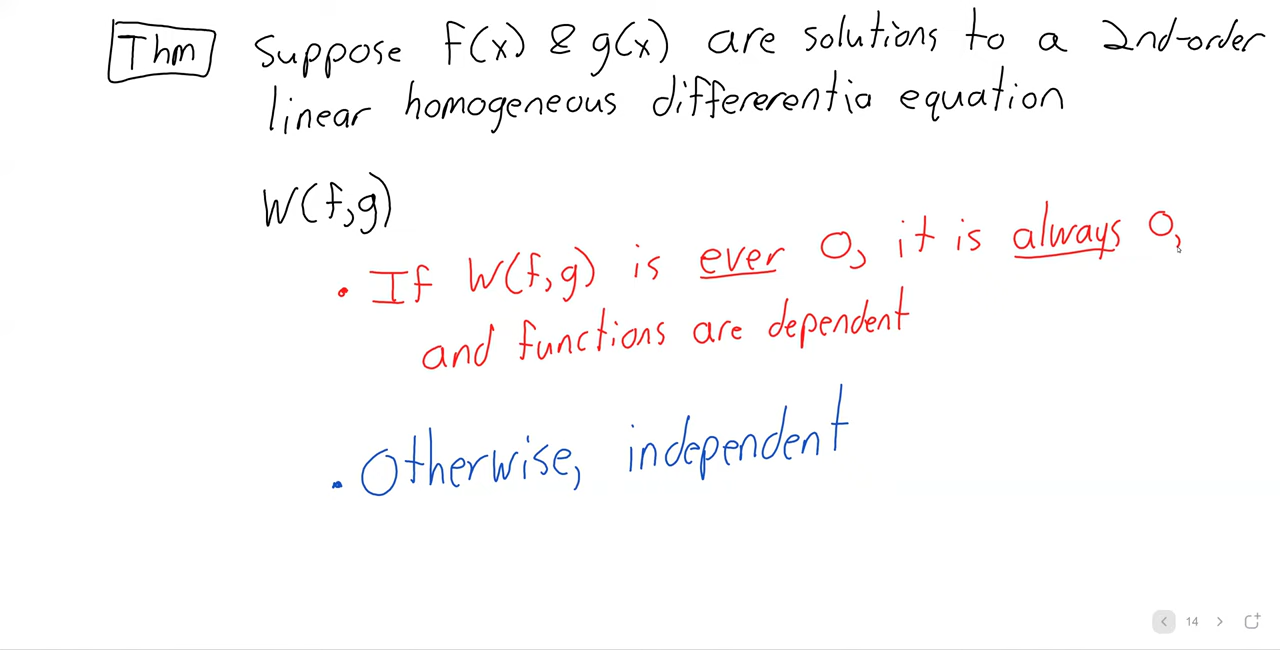 Thm Suppose f(x) & g(x) are solutions to a 2nd-order
linear homogeneous differerentia equation
W(f,g)
• If W(f,g) is ever 0, it is always 0,
and functions are dependent
• Otherwise, independent
14